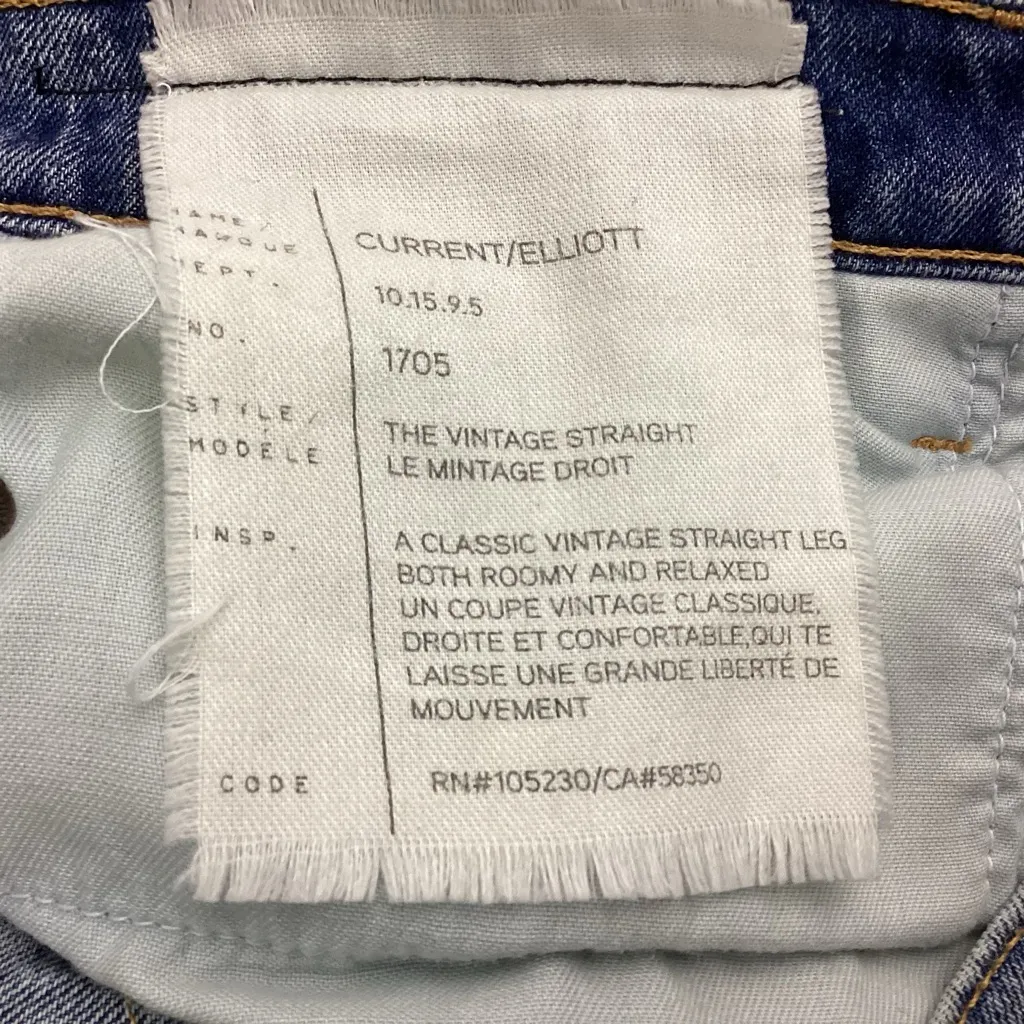 NAME/
MARQUE
CURRENT/ELLIOTT
DEPT.
10.15.9.5
NO.
1705
STYLE/
MODÈLE
THE VINTAGE STRAIGHT
LE MINTAGE DROIT
INSP.
A CLASSIC VINTAGE STRAIGHT LEG
BOTH ROOMY AND RELAXED
UN COUPE VINTAGE CLASSIQUE,
DROITE ET CONFORTABLE,QUI TE
LAISSE UNE GRANDE LIBERTÉ DE
MOUVEMENT
CODE
RN#105230/CA#58350